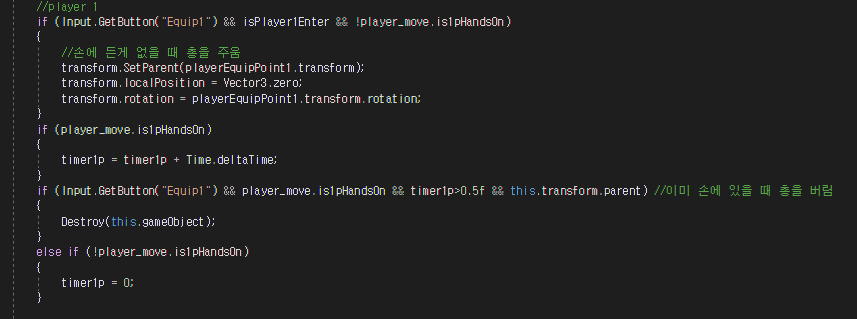 //player 1
if (Input.GetButton("Equip1") && isPlayer1Enter && !player_move.is1pHandsOn)
{
//손에 든게 없을 때 총을 주움
transform.SetParent(playerEquipPoint1.transform);
transform.localPosition = Vector3.zero;
transform.rotation = playerEquipPoint1.transform.rotation;
}
if (player_move.is1pHandsOn)
{
timer1p = timer1p + Time.deltaTime;
}
if (Input.GetButton("Equip1") && player_move.is1pHandsOn && timer1p>0.5f && this.transform.parent) //이미 손에 있을 때 총을 버림
{
Destroy(this.gameObject);
}
else if (!player_move.is1pHandsOn)
{
timer1p = 0;
}